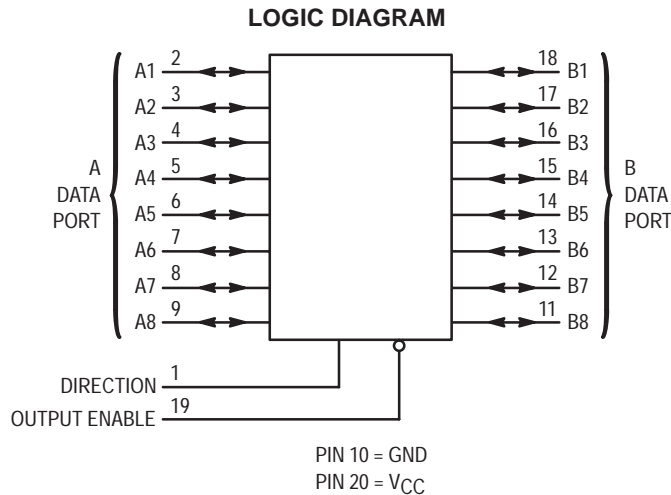 LOGIC DIAGRAM
A1 2
A2 3
A3 4
A4 5
A5 6
A6 7
A7 8
A8 9
A
DATA
PORT
18 B1
17 B2
16 B3
15 B4
14 B5
13 B6
12 B7
11 B8
B
DATA
PORT
DIRECTION 1
OUTPUT ENABLE 19
PIN 10 = GND
PIN 20 = VCC